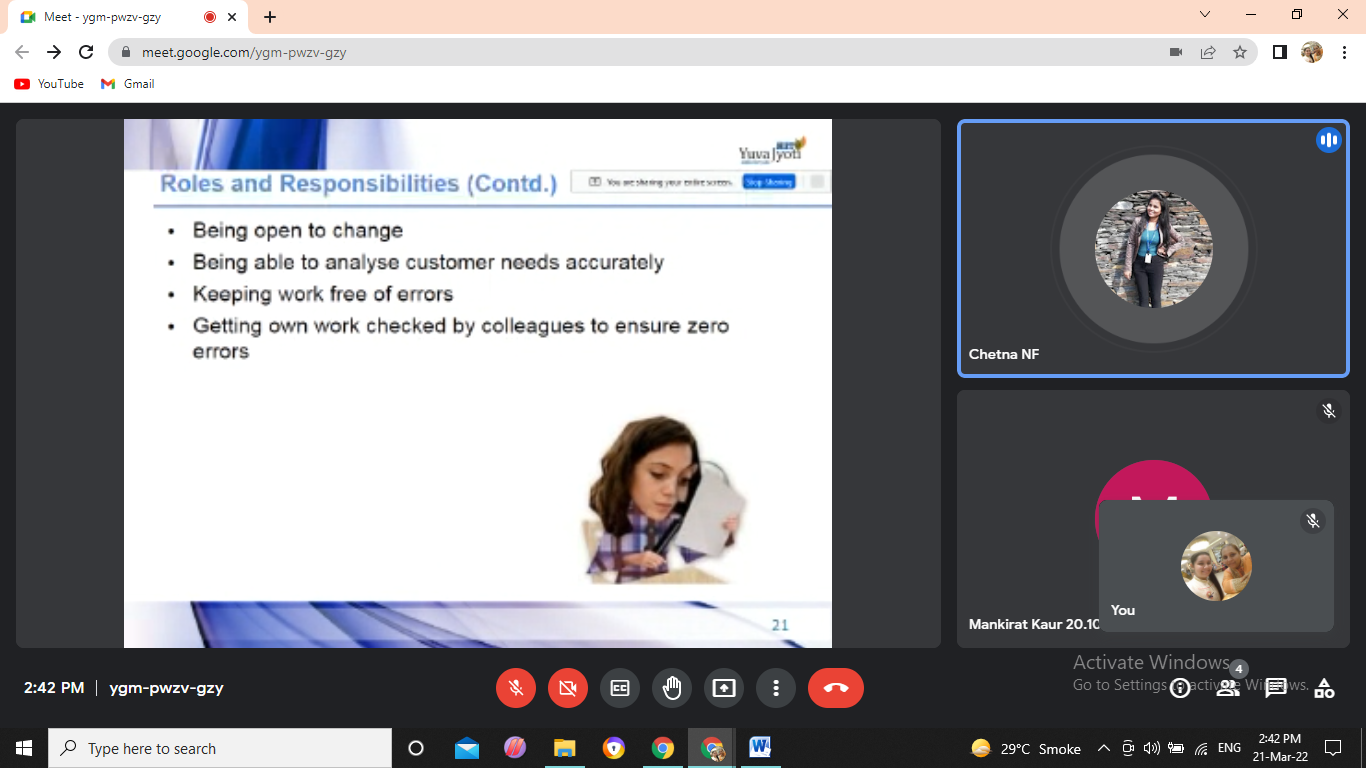 Meet - ygm-pwzv-gzy
meet.google.com/ygm-pwzv-gzy
YouTube
Gmail
Yuva Jyoti
Roles and Responsibilities (Contd.)
You are sharing your entire screen.
Stop Sharing
• Being open to change
• Being able to analyse customer needs accurately
• Keeping work free of errors
• Getting own work checked by colleagues to ensure zero
errors
21
Chetna NF
Mankirat Kaur 20.10
You
2:42 PM | ygm-pwzv-gzy
CC
4
Activate Windows
Go to Settings to activate Windows.
Type here to search
29°C Smoke
ENG
2:42 PM
21-Mar-22